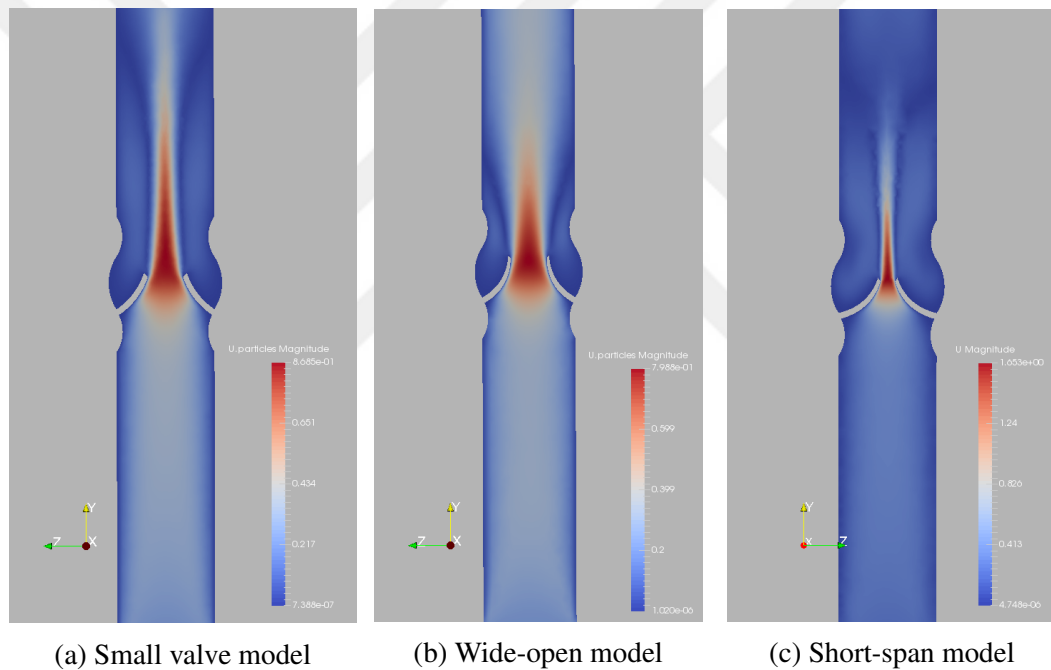 U.particles Magnitude
8.685e-01
0.651
0.434
0.217
7.388e-07
Y
Z
X
(a) Small valve model
U.particles Magnitude
7.988e-01
0.599
0.399
0.2
1.020e-06
Y
Z
X
(b) Wide-open model
U Magnitude
1.653e+00
1.24
0.826
0.413
4.748e-06
Y
X
Z
(c) Short-span model